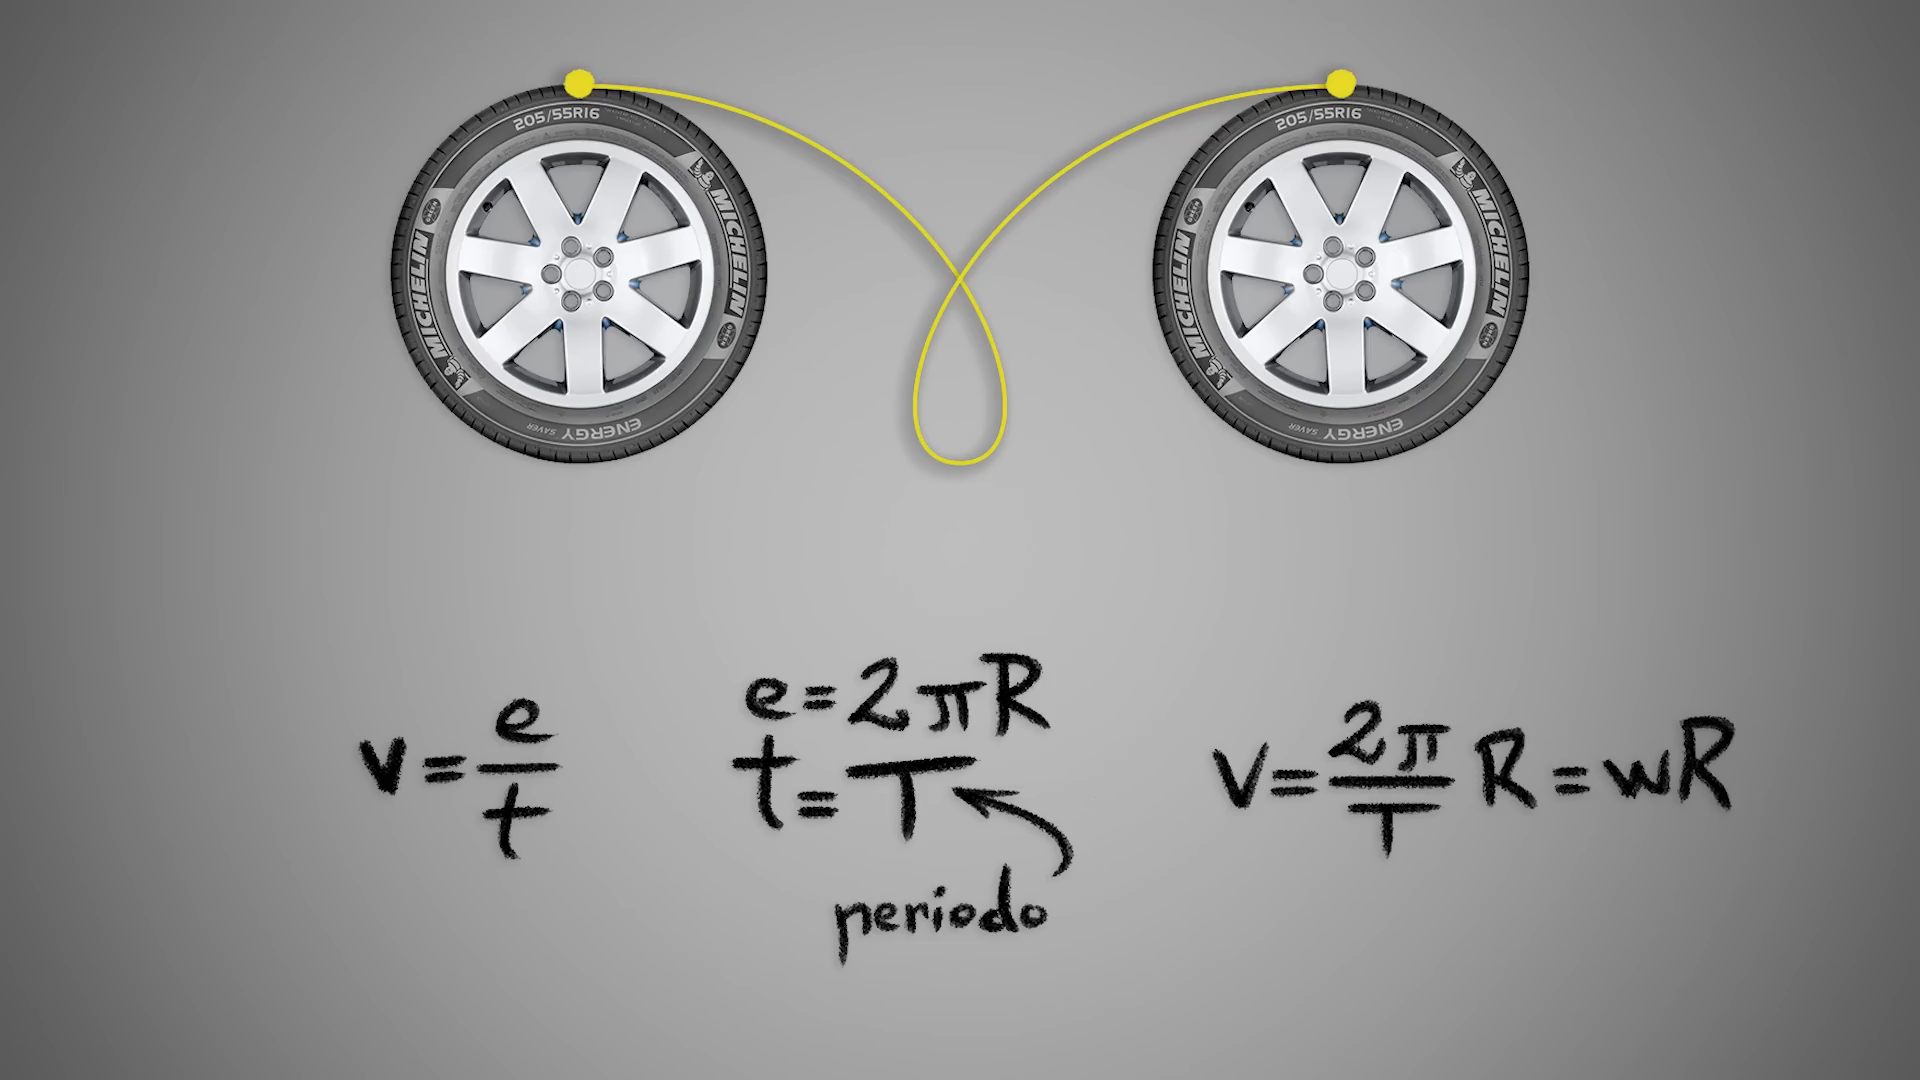 205/55R16
MICHELIN
MICHELIN
ENERGY SAVER
205/55R16
MICHELIN
MICHELIN
ENERGY SAVER
v = e/t
e = 2πR
t = T
periodo
V = 2π/T R = wR